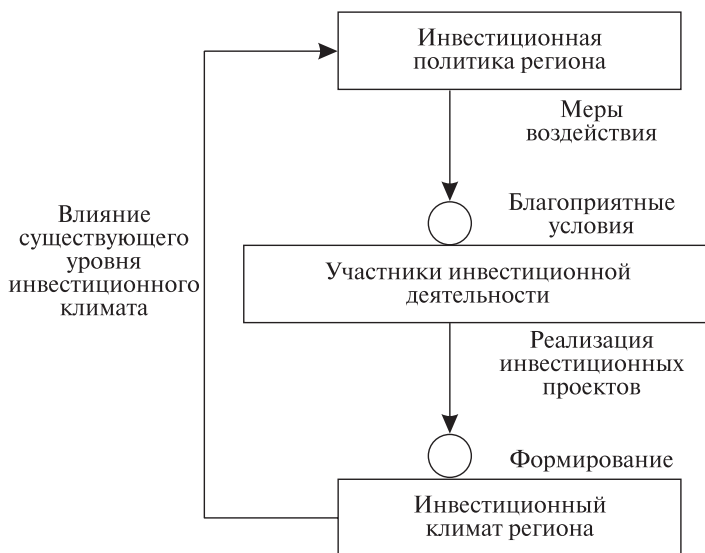 Инвестиционная
политика региона
Меры
воздействия
Благоприятные
условия
Влияние
существующего
уровня
инвестиционного
климата
Участники инвестиционной
деятельности
Реализация
инвестиционных
проектов
Формирование
Инвестиционный
климат региона